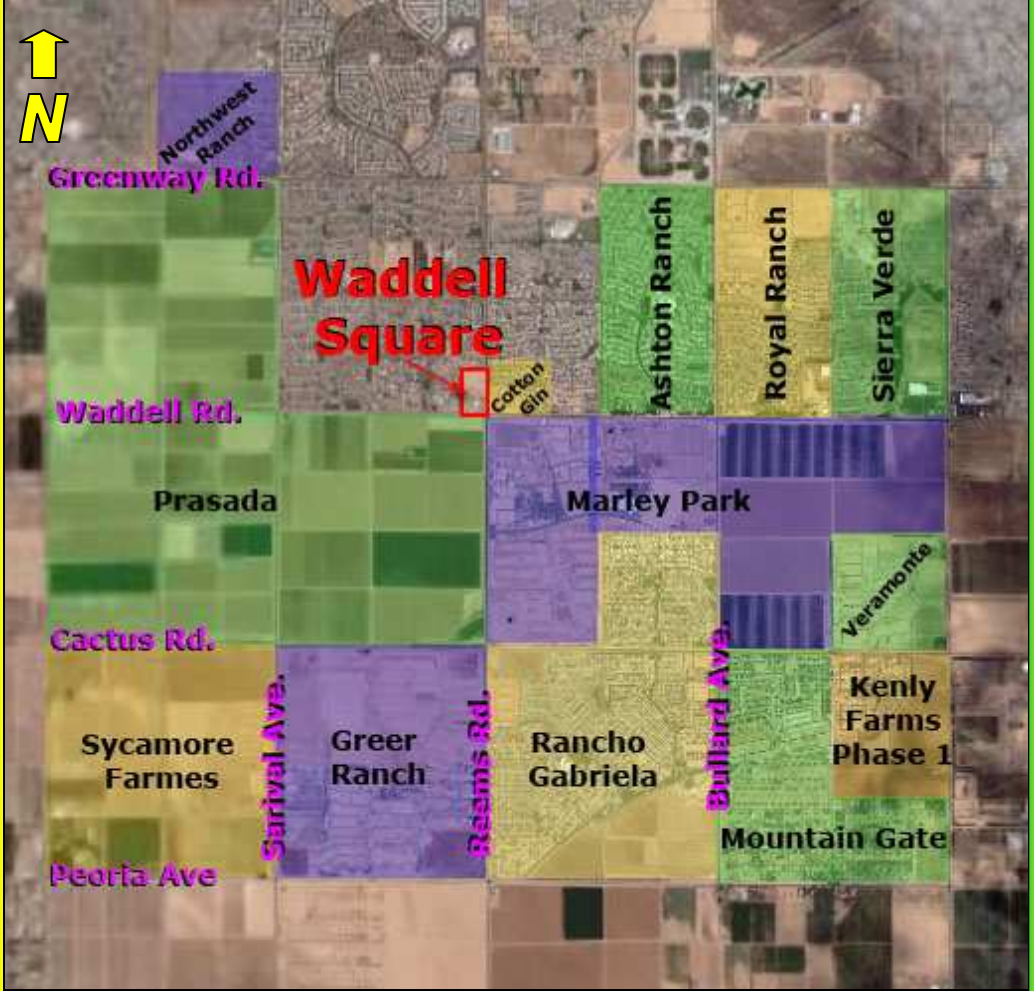 N
Northwest
Ranch
Greenway Rd.
Waddell
Square
Ashton Ranch
Royal Ranch
Sierra Verde
Cotton
Gin
Waddell Rd.
Prasada
Marley Park
Veramonte
Cactus Rd.
Sarival Ave.
Reems Rd.
Bullard Ave.
Sycamore
Farmes
Greer
Ranch
Rancho
Gabriela
Kenly
Farms
Phase 1
Mountain Gate
Peoria Ave